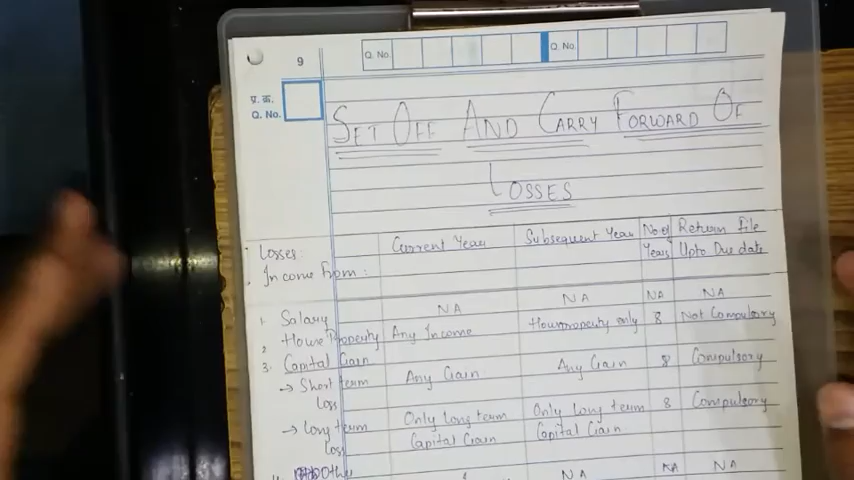 9
Q. No. Q. No.
प्र. क्र.
Q. No.
SET OFF AND CARRY FORWARD OF
LOSSES
Losses: Current Year Subsequent Year No of Return file
Income from: Years Upto Due date
1. Salary NA NA NA NA
2. House Property Any Income House property only 8 Not Compulsory
3. Capital Gain
→ Short term Any Gain Any Gain 8 Compulsory
Loss
→ Long term Only long term Only long term 8 Compulsory
Loss Capital Gain Capital Gain
Othe NA NA NA